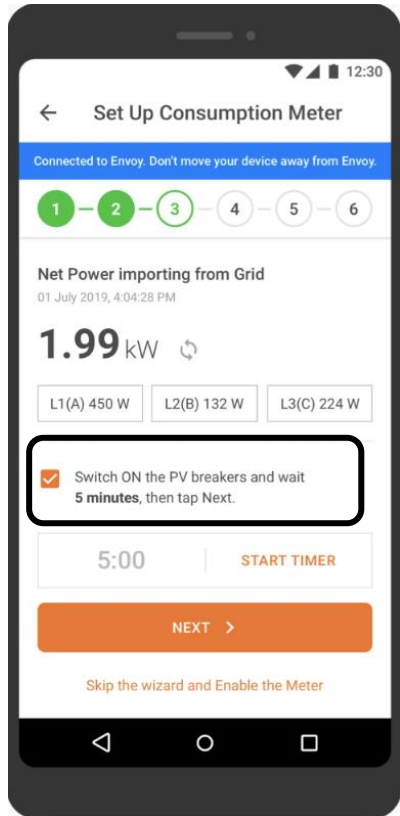 12:30
Set Up Consumption Meter
Connected to Envoy. Don't move your device away from Envoy.
1 2 3 4 5 6
Net Power importing from Grid
01 July 2019, 4:04:28 PM
1.99 kW
L1(A) 450 W L2(B) 132 W L3(C) 224 W
Switch ON the PV breakers and wait
5 minutes, then tap Next.
5:00 START TIMER
NEXT
Skip the wizard and Enable the Meter